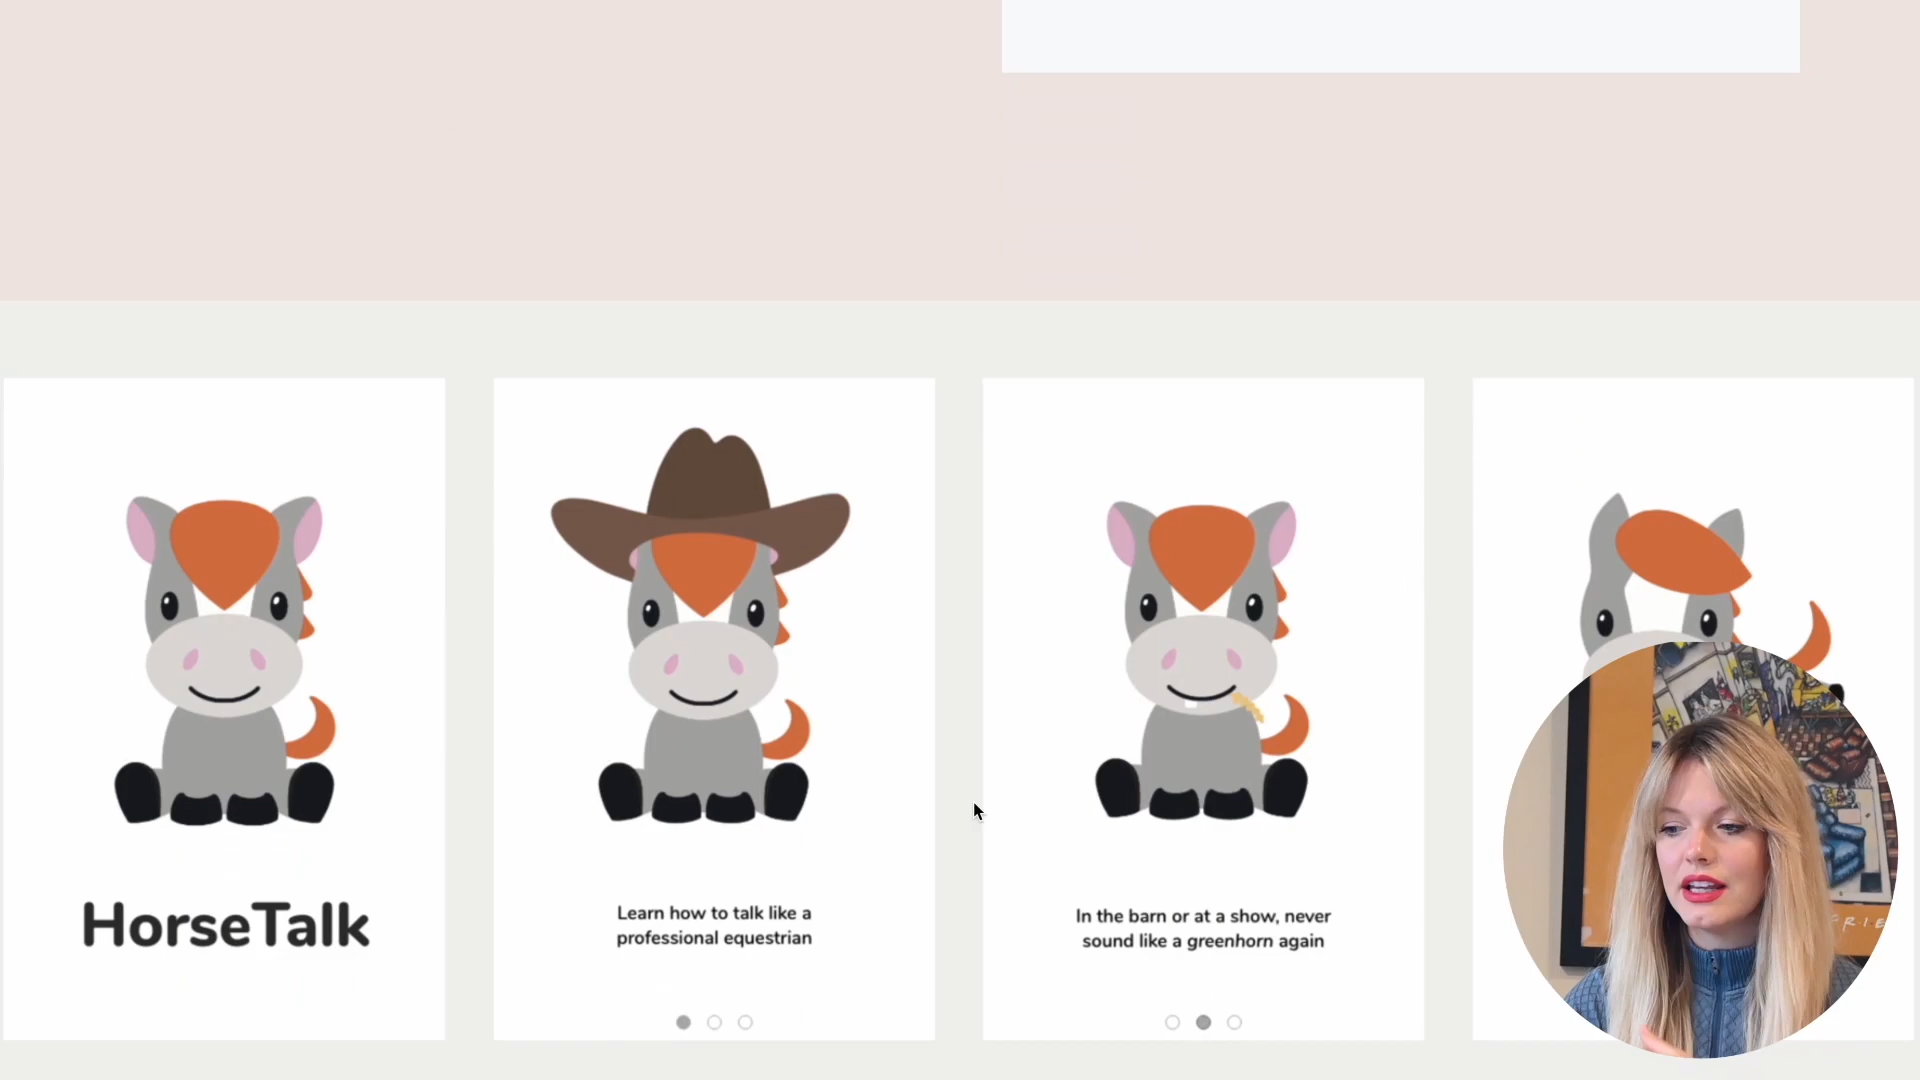 HorseTalk
Learn how to talk like a
professional equestrian
In the barn or at a show, never
sound like a greenhorn again